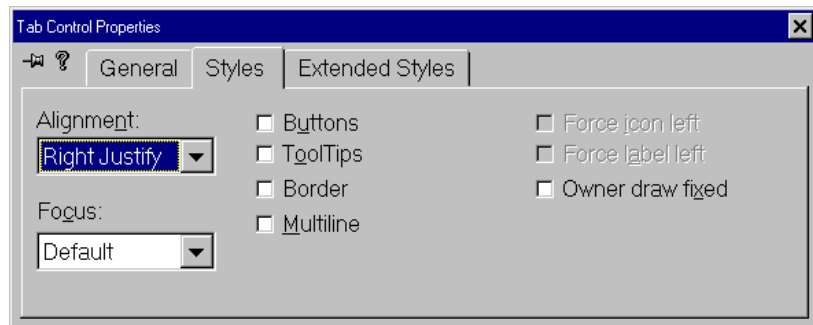 Tab Control Properties
General Styles Extended Styles
Alignment:
Right Justify
Focus:
Default
Buttons
ToolTips
Border
Multiline
Force icon left
Force label left
Owner draw fixed